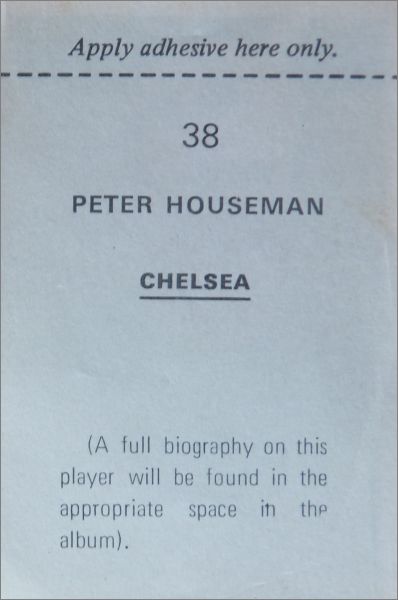 Apply adhesive here only.
38
PETER HOUSEMAN
CHELSEA
(A full biography on this
player will be found in the
appropriate space in the
album).